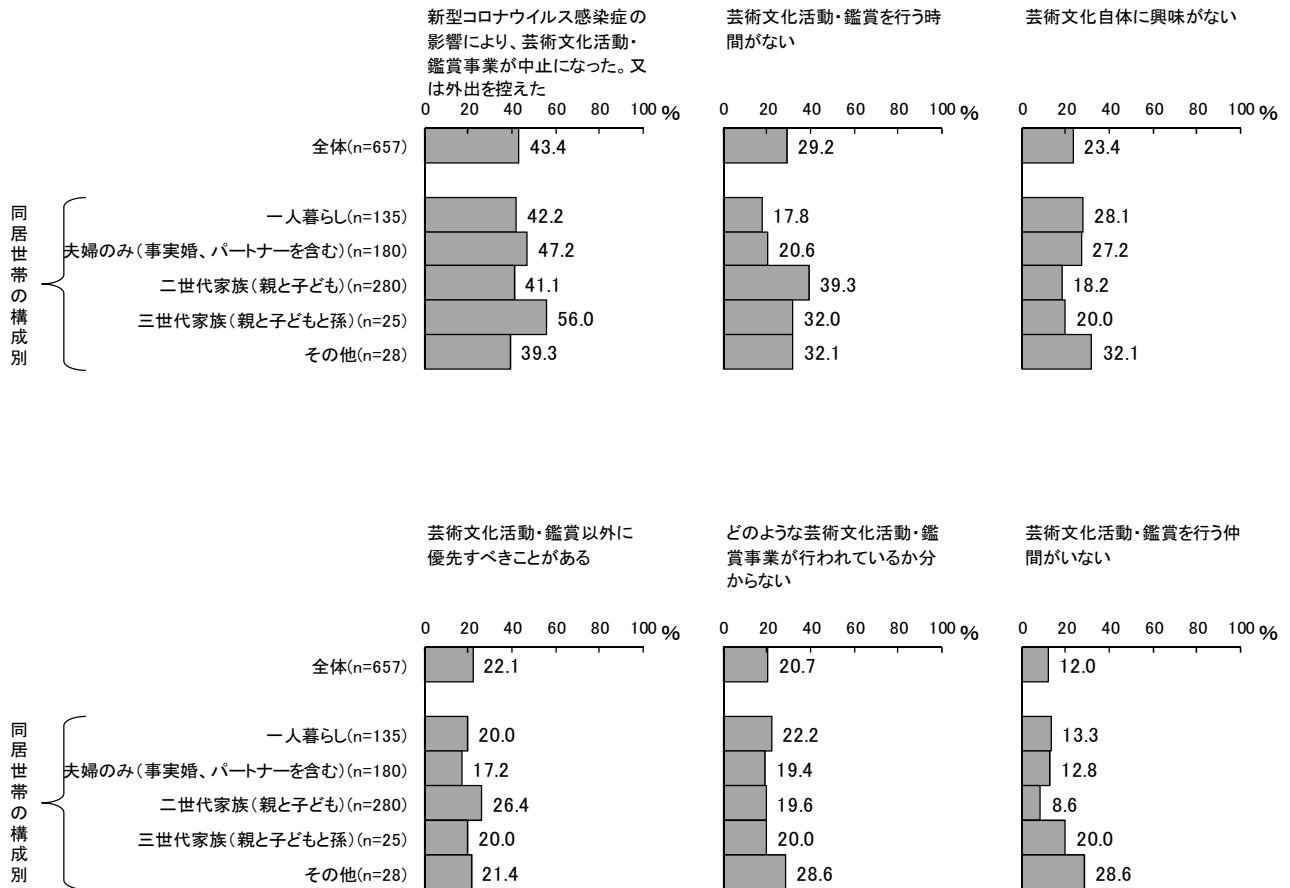 新型コロナウイルス感染症の
影響により、芸術文化活動・
鑑賞事業が中止になった。又
は外出を控えた
芸術文化活動・鑑賞を行う時
間がない
芸術文化自体に興味がない
0 20 40 60 80 100 %
0 20 40 60 80 100 %
0 20 40 60 80 100 %
全体(n=657) 43.4 29.2 23.4
同居世帯の構成別
一人暮らし(n=135) 42.2 17.8 28.1
夫婦のみ(事実婚、パートナーを含む)(n=180) 47.2 20.6 27.2
二世代家族(親と子ども)(n=280) 41.1 39.3 18.2
三世代家族(親と子どもと孫)(n=25) 56.0 32.0 20.0
その他(n=28) 39.3 32.1 32.1
芸術文化活動・鑑賞以外に
優先すべきことがある
どのような芸術文化活動・鑑
賞事業が行われているか分
からない
芸術文化活動・鑑賞を行う仲
間がいない
0 20 40 60 80 100 %
0 20 40 60 80 100 %
0 20 40 60 80 100 %
全体(n=657) 22.1 20.7 12.0
同居世帯の構成別
一人暮らし(n=135) 20.0 22.2 13.3
夫婦のみ(事実婚、パートナーを含む)(n=180) 17.2 19.4 12.8
二世代家族(親と子ども)(n=280) 26.4 19.6 8.6
三世代家族(親と子どもと孫)(n=25) 20.0 20.0 20.0
その他(n=28) 21.4 28.6 28.6